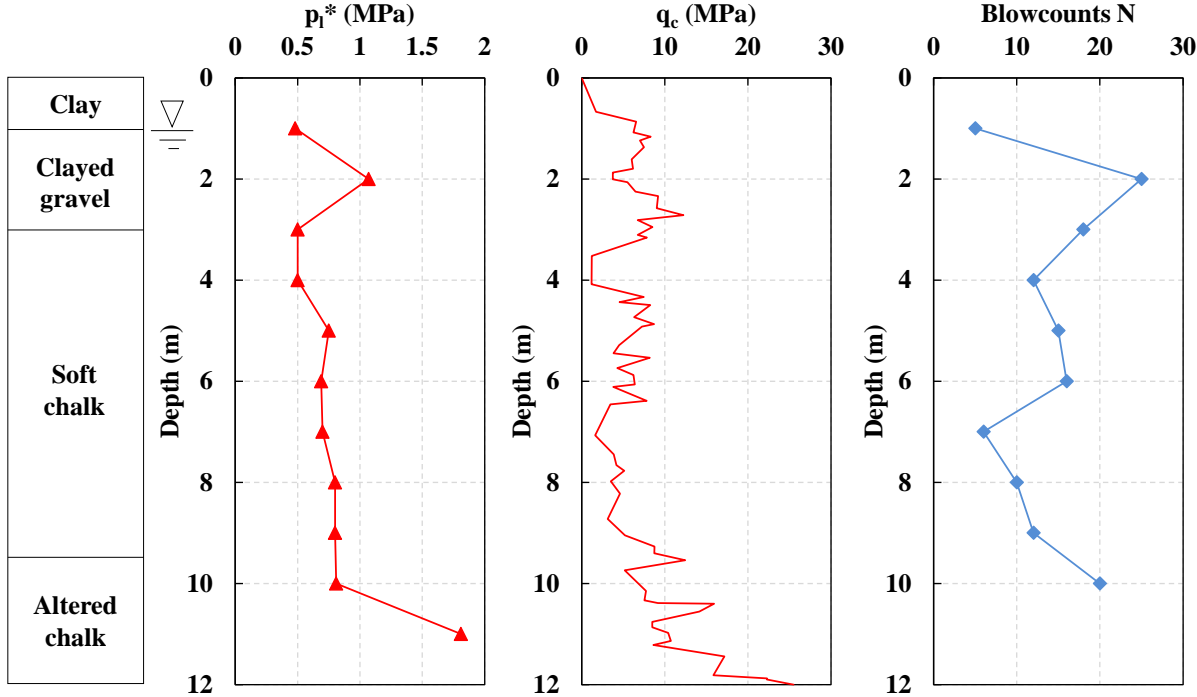 pₗ* (MPa)
0 0.5 1 1.5 2
q_c (MPa)
0 10 20 30
Blowcounts N
0 10 20 30
Clay
Clayed
gravel
Soft
chalk
Altered
chalk
Depth (m)
0
2
4
6
8
10
12
Depth (m)
0
2
4
6
8
10
12
Depth (m)
0
2
4
6
8
10
12